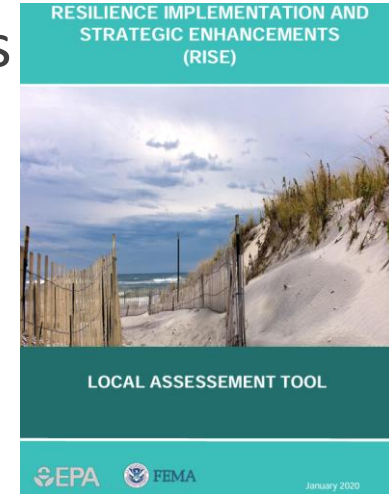 s
RESILIENCE IMPLEMENTATION AND
STRATEGIC ENHANCEMENTS
(RISE)
LOCAL ASSESSEMENT TOOL
EPA FEMA
January 2020